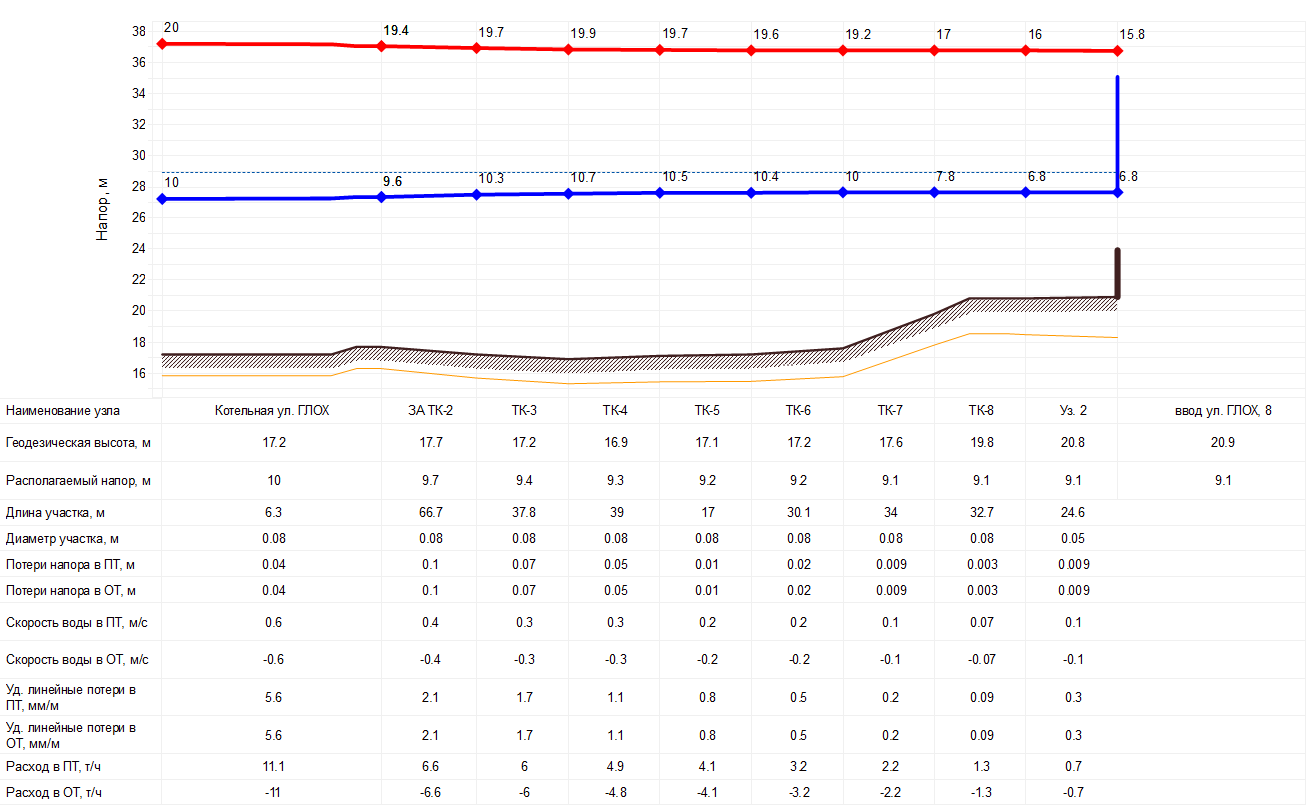 38
20
19.4
19.7
19.9
19.7
19.6
19.2
17
16
15.8
36
34
32
30
28
10
9.6
10.3
10.7
10.5
10.4
10
7.8
6.8
6.8
Напор, м
26
24
22
20
18
16
Наименование узла Котельная ул. ГЛОХ ЗА ТК-2 ТК-3 ТК-4 ТК-5 ТК-6 ТК-7 ТК-8 Уз. 2 ввод ул. ГЛОХ, 8
Геодезическая высота, м 17.2 17.7 17.2 16.9 17.1 17.2 17.6 19.8 20.8 20.9
Располагаемый напор, м 10 9.7 9.4 9.3 9.2 9.2 9.1 9.1 9.1 9.1
Длина участка, м 6.3 66.7 37.8 39 17 30.1 34 32.7 24.6
Диаметр участка, м 0.08 0.08 0.08 0.08 0.08 0.08 0.08 0.08 0.05
Потери напора в ПТ, м 0.04 0.1 0.07 0.05 0.01 0.02 0.009 0.003 0.009
Потери напора в ОТ, м 0.04 0.1 0.07 0.05 0.01 0.02 0.009 0.003 0.009
Скорость воды в ПТ, м/с 0.6 0.4 0.3 0.3 0.2 0.2 0.1 0.07 0.1
Скорость воды в ОТ, м/с -0.6 -0.4 -0.3 -0.3 -0.2 -0.2 -0.1 -0.07 -0.1
Уд. линейные потери в
ПТ, мм/м 5.6 2.1 1.7 1.1 0.8 0.5 0.2 0.09 0.3
Уд. линейные потери в
ОТ, мм/м 5.6 2.1 1.7 1.1 0.8 0.5 0.2 0.09 0.3
Расход в ПТ, т/ч 11.1 6.6 6 4.9 4.1 3.2 2.2 1.3 0.7
Расход в ОТ, т/ч -11 -6.6 -6 -4.8 -4.1 -3.2 -2.2 -1.3 -0.7